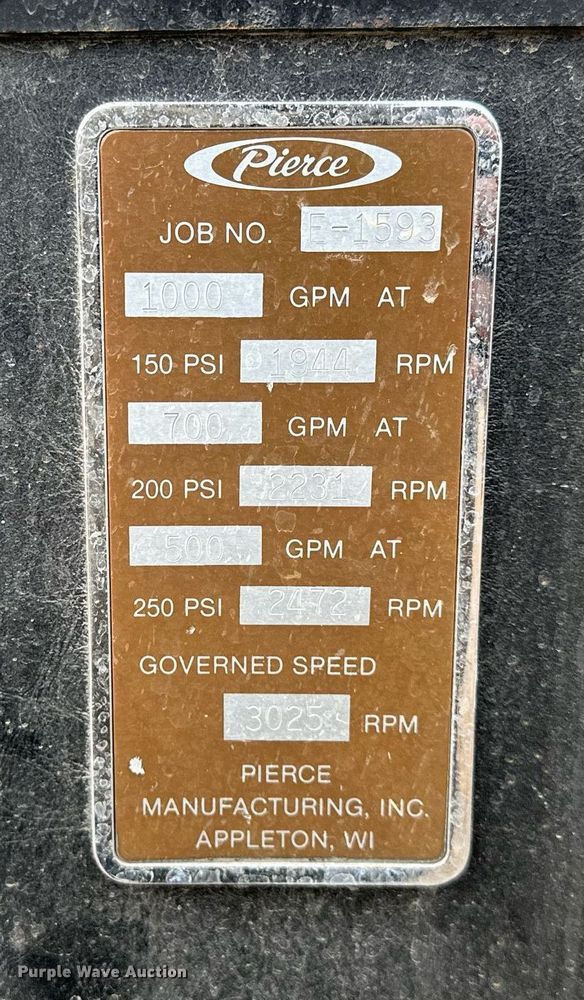 Pierce
JOB NO. E-1593
1000 GPM AT
150 PSI 1944 RPM
700 GPM AT
200 PSI 2231 RPM
500 GPM AT
250 PSI 2472 RPM
GOVERNED SPEED
3025 RPM
PIERCE
MANUFACTURING, INC.
APPLETON, WI
Purple Wave Auction